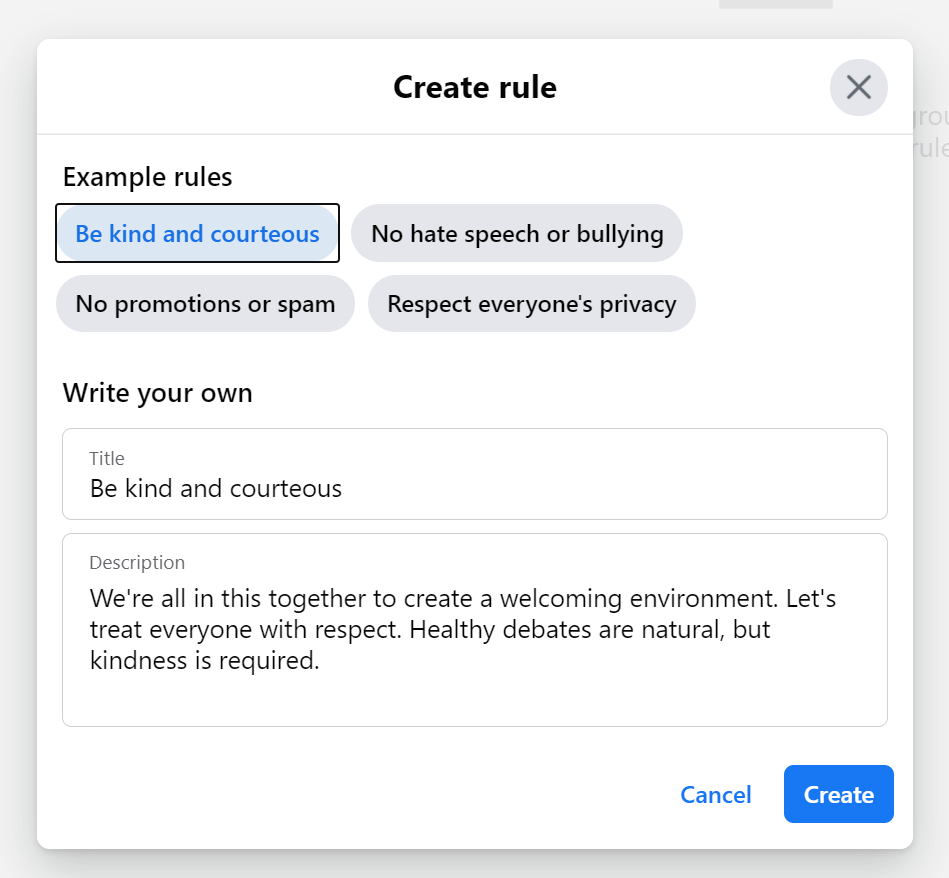 Create rule
Example rules
Be kind and courteous
No hate speech or bullying
No promotions or spam
Respect everyone's privacy
Write your own
Title
Be kind and courteous
Description
We're all in this together to create a welcoming environment. Let's
treat everyone with respect. Healthy debates are natural, but
kindness is required.
Cancel
Create